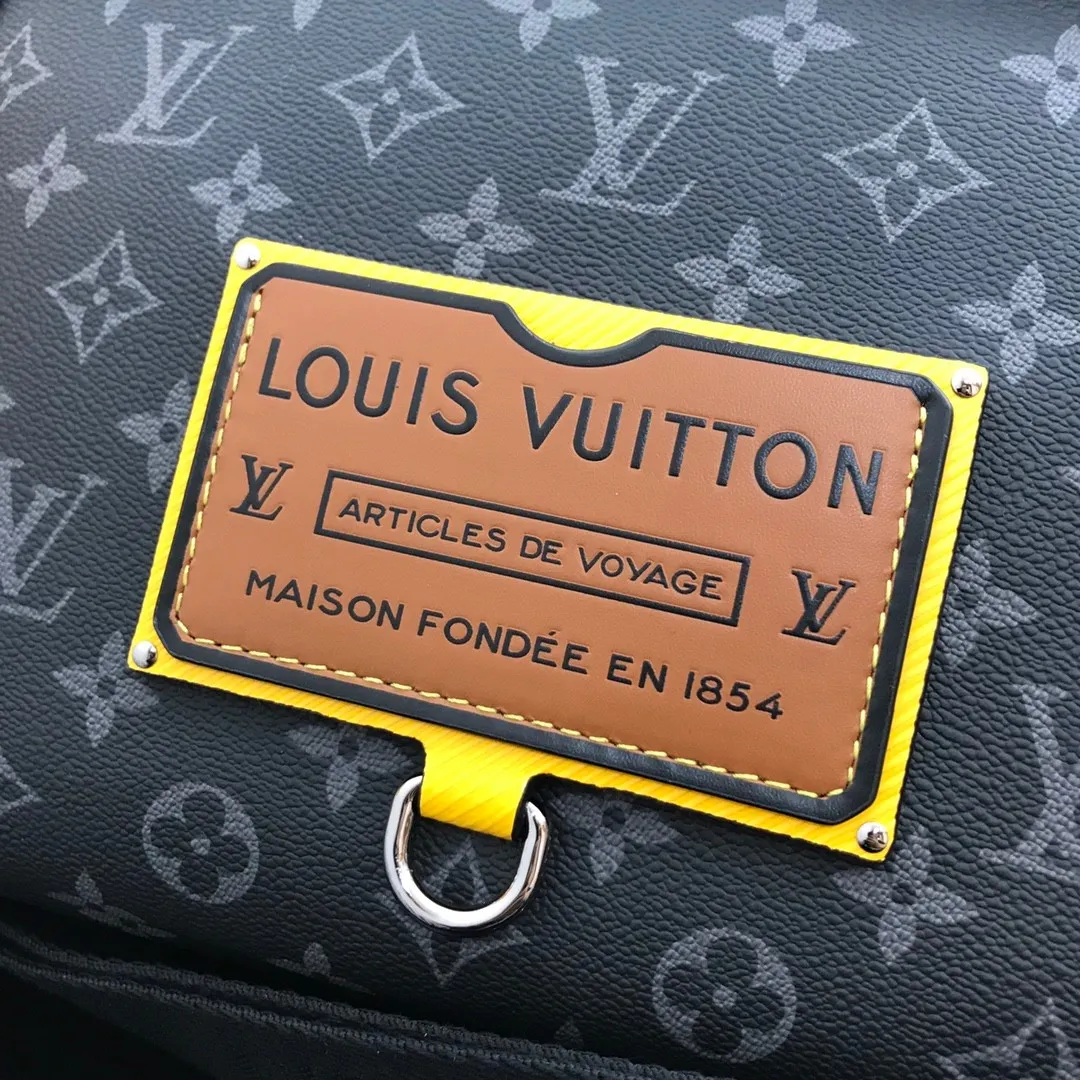 LOUIS VUITTON
LV ARTICLES DE VOYAGE LV
MAISON FONDÉE EN 1854